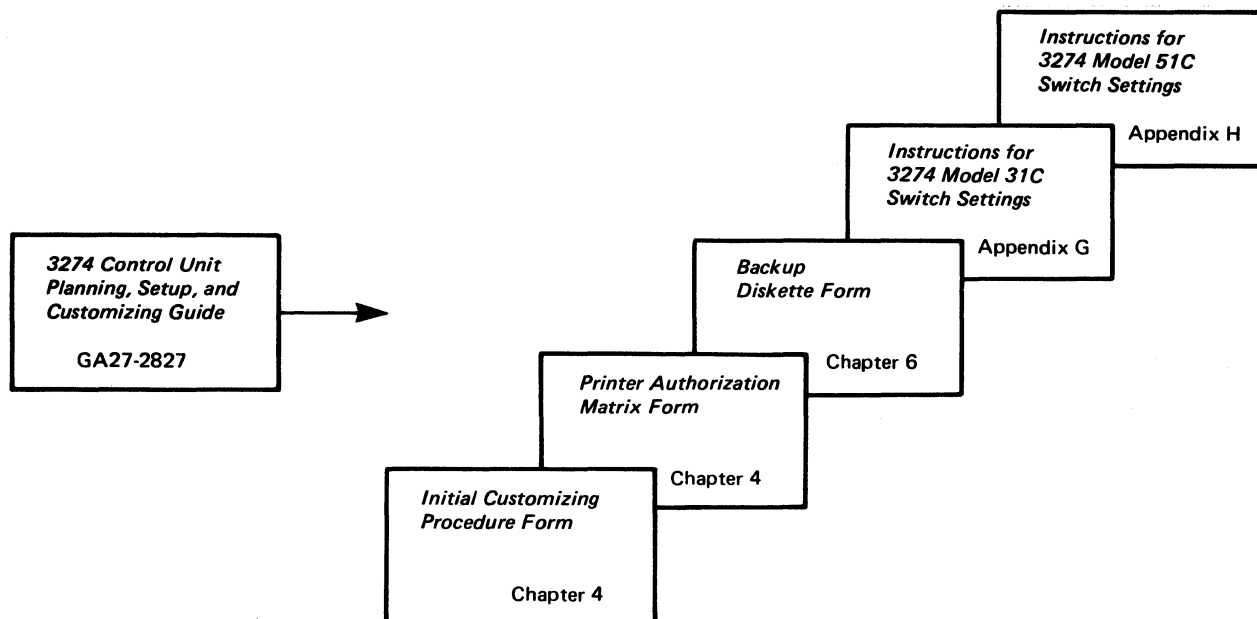 Instructions for
3274 Model 51C
Switch Settings
Appendix H
Instructions for
3274 Model 31C
Switch Settings
Appendix G
3274 Control Unit
Planning, Setup, and
Customizing Guide
GA27-2827
Backup
Diskette Form
Chapter 6
Printer Authorization
Matrix Form
Chapter 4
Initial Customizing
Procedure Form
Chapter 4